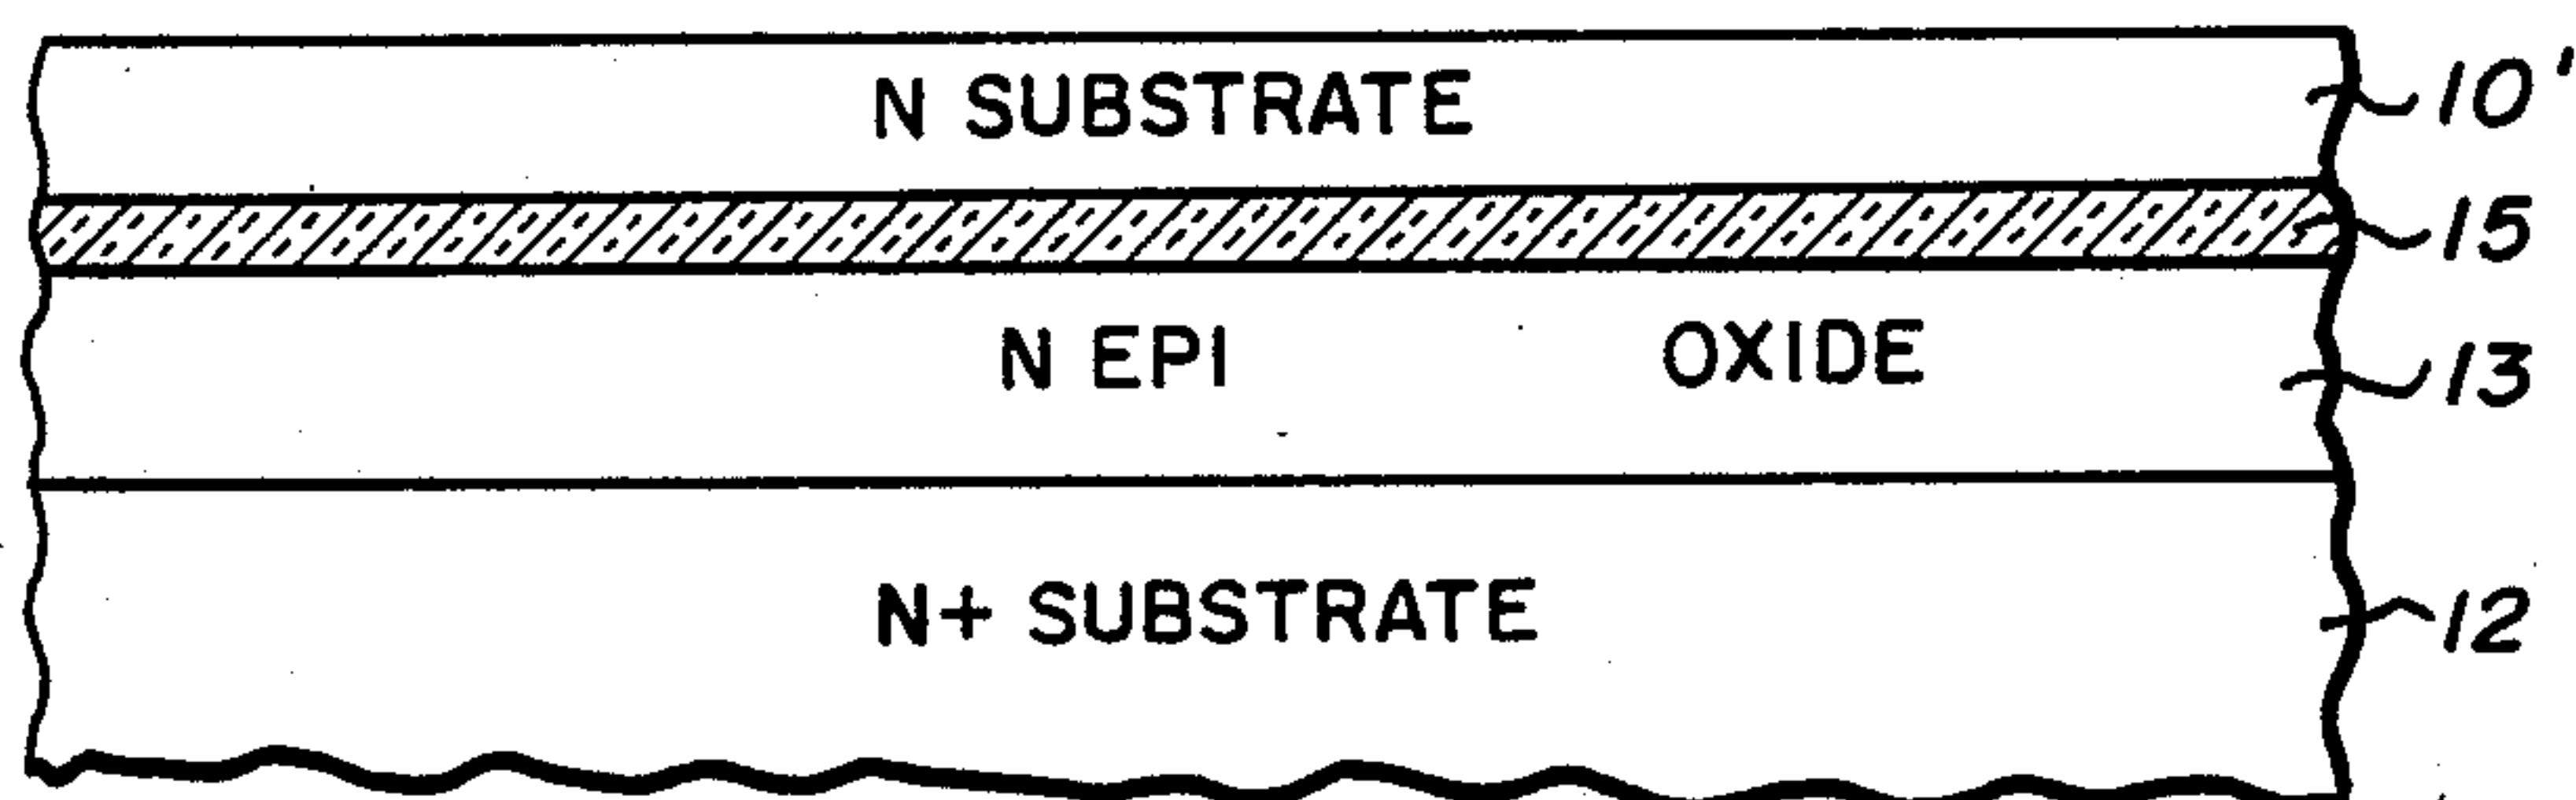 N SUBSTRATE 10'
15
N EPI OXIDE 13
N+ SUBSTRATE 12